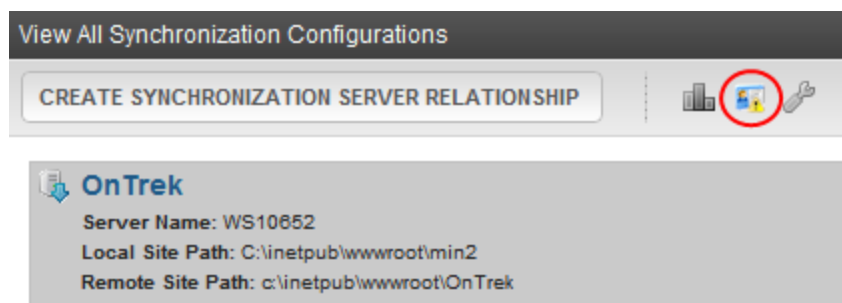 View All Synchronization Configurations
CREATE SYNCHRONIZATION SERVER RELATIONSHIP
OnTrek
Server Name: WS10652
Local Site Path: C:\inetpub\wwwroot\min2
Remote Site Path: c:\inetpub\wwwroot\OnTrek